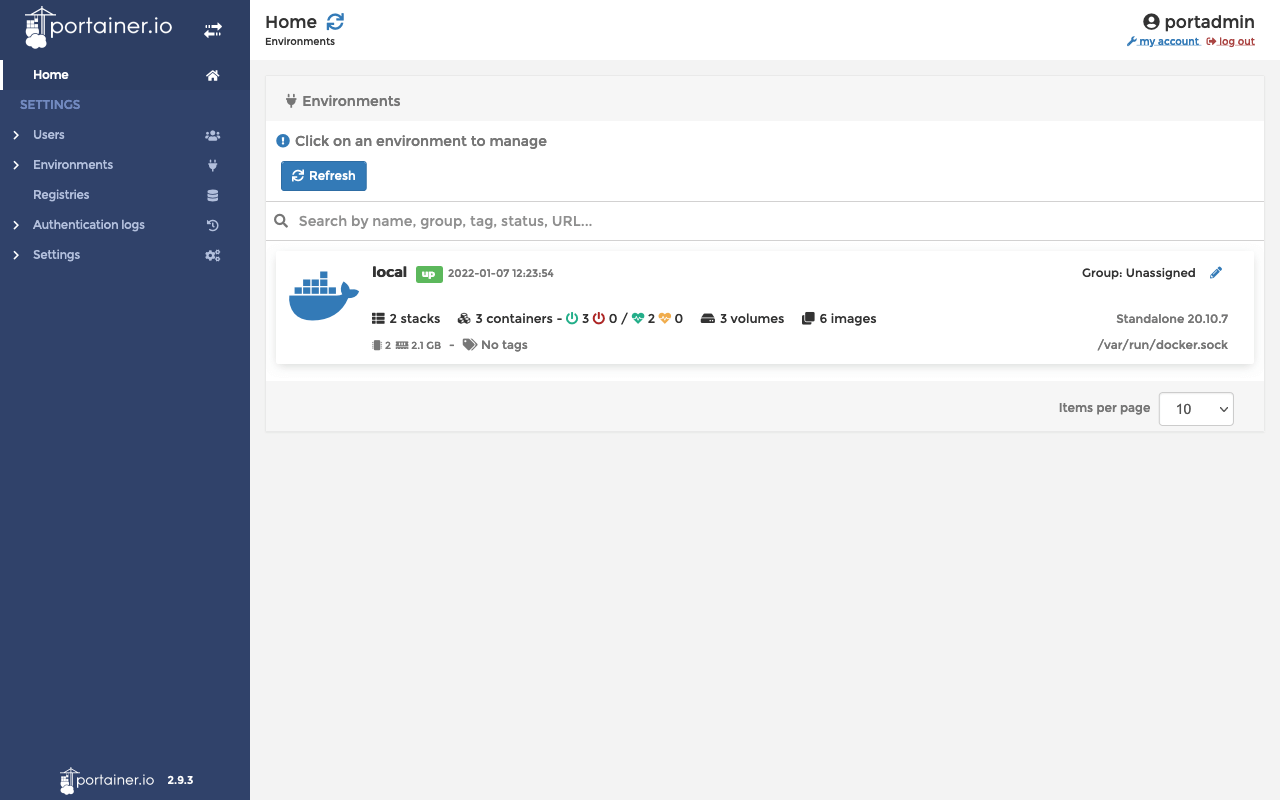 portainer.io
Home
SETTINGS
Users
Environments
Registries
Authentication logs
Settings
portainer.io 2.9.3
Home
Environments
portadmin
my account log out
Environments
Click on an environment to manage
Refresh
Search by name, group, tag, status, URL...
local up 2022-01-07 12:23:54
Group: Unassigned
2 stacks 3 containers - 3 0 / 2 0 3 volumes 6 images
Standalone 20.10.7
2 2.1 GB - No tags
/var/run/docker.sock
Items per page 10